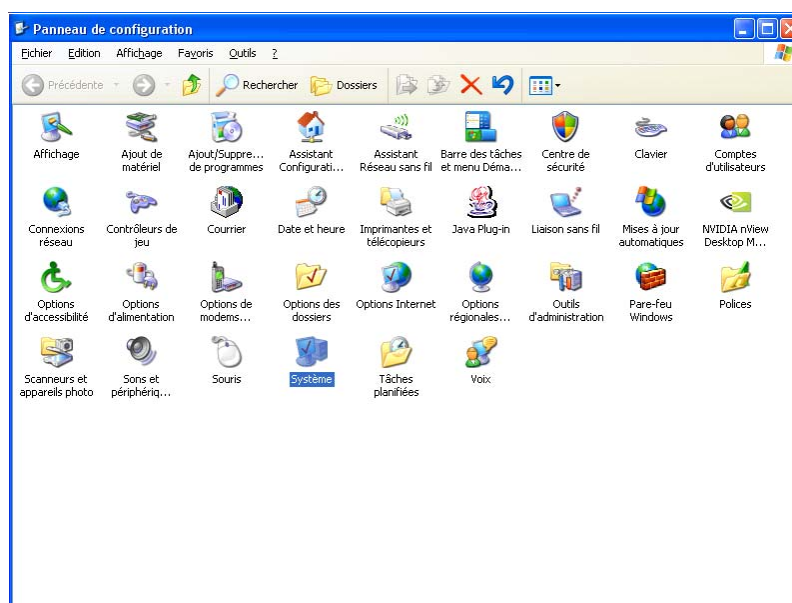 Panneau de configuration
Fichier Edition Affichage Favoris Outils ?
Précédente Rechercher Dossiers
Affichage
Ajout de
matériel
Ajout/Suppre...
de programmes
Assistant
Configurati...
Assistant
Réseau sans fil
Barre des tâches
et menu Déma...
Centre de
sécurité
Clavier
Comptes
d'utilisateurs
Connexions
réseau
Contrôleurs de
jeu
Courrier
Date et heure
Imprimantes et
télécopieurs
Java Plug-in
Liaison sans fil
Mises à jour
automatiques
NVIDIA nView
Desktop M...
Options
d'accessibilité
Options
d'alimentation
Options de
modems...
Options des
dossiers
Options Internet
Options
régionales...
Outils
d'administration
Pare-feu
Windows
Polices
Scanneurs et
appareils photo
Sons et
périphériq...
Souris
Système
Tâches
planifiées
Voix